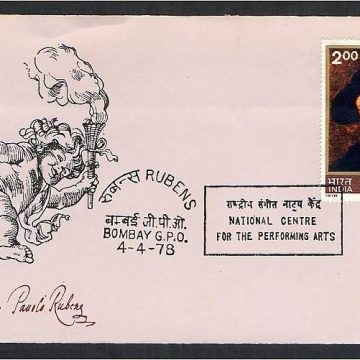 2.00
भारत
INDIA
रुबन्स RUBENS
बम्बई जी.पी.ओ.
BOMBAY G.P.O.
4-4-78
राष्ट्रीय संगीत नाट्य केंद्र
NATIONAL CENTRE
FOR THE PERFORMING ARTS
Pauolo Rubens